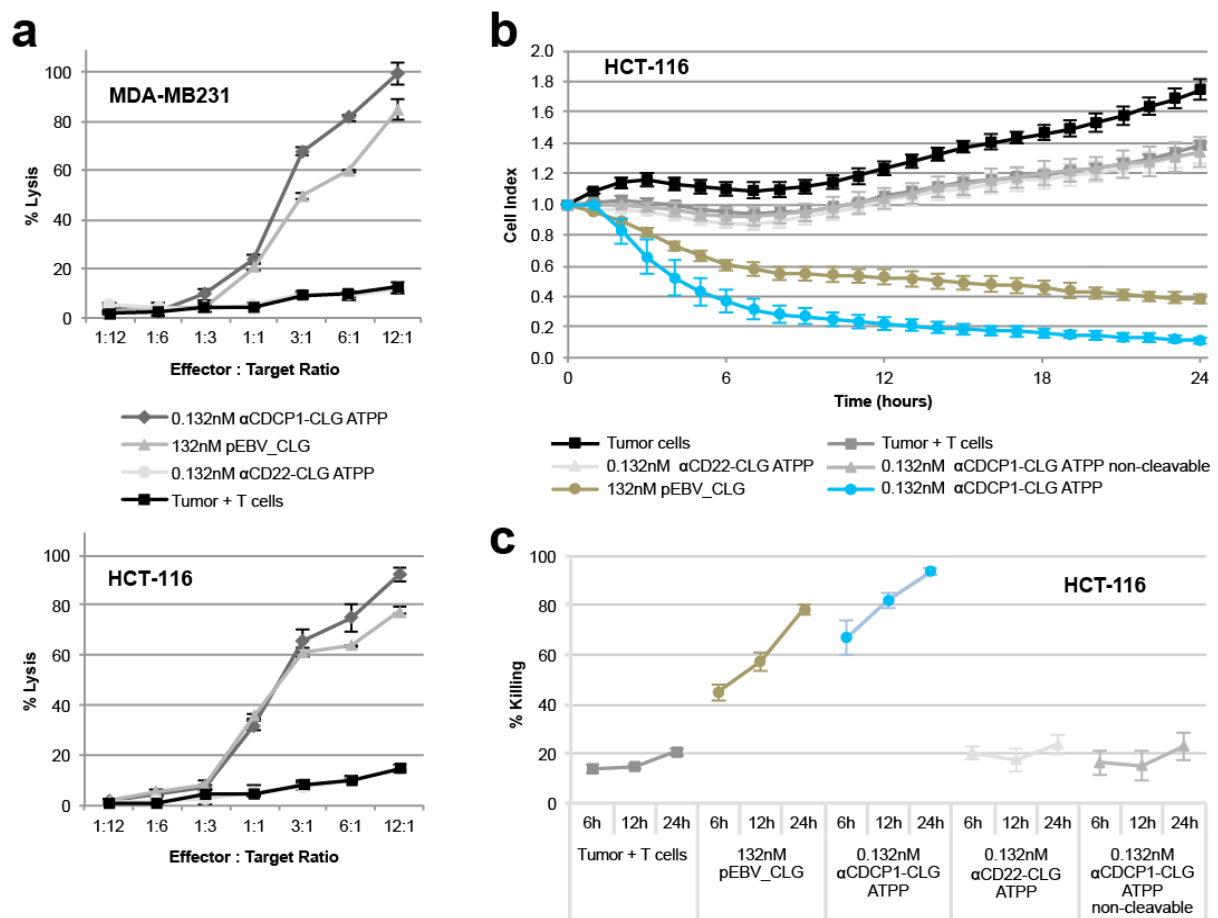 a
MDA-MB231
100
80
60
40
20
0
% Lysis
1:12 1:6 1:3 1:1 3:1 6:1 12:1
Effector : Target Ratio
0.132nM αCDCP1-CLG ATPP
132nM pEBV_CLG
0.132nM αCD22-CLG ATPP
Tumor + T cells
HCT-116
100
80
60
40
20
0
% Lysis
1:12 1:6 1:3 1:1 3:1 6:1 12:1
Effector : Target Ratio
b
HCT-116
2.0
1.8
1.6
1.4
1.2
1.0
0.8
0.6
0.4
0.2
0.0
Cell Index
0 6 12 18 24
Time (hours)
Tumor cells
Tumor + T cells
0.132nM αCD22-CLG ATPP
0.132nM αCDCP1-CLG ATPP non-cleavable
132nM pEBV_CLG
0.132nM αCDCP1-CLG ATPP
c
HCT-116
100
80
60
40
20
0
% Killing
6h 12h 24h 6h 12h 24h 6h 12h 24h 6h 12h 24h 6h 12h 24h
Tumor + T cells
132nM
pEBV_CLG
0.132nM
αCDCP1-CLG
ATPP
0.132nM
αCD22-CLG
ATPP
0.132nM
αCDCP1-CLG
ATPP
non-cleavable